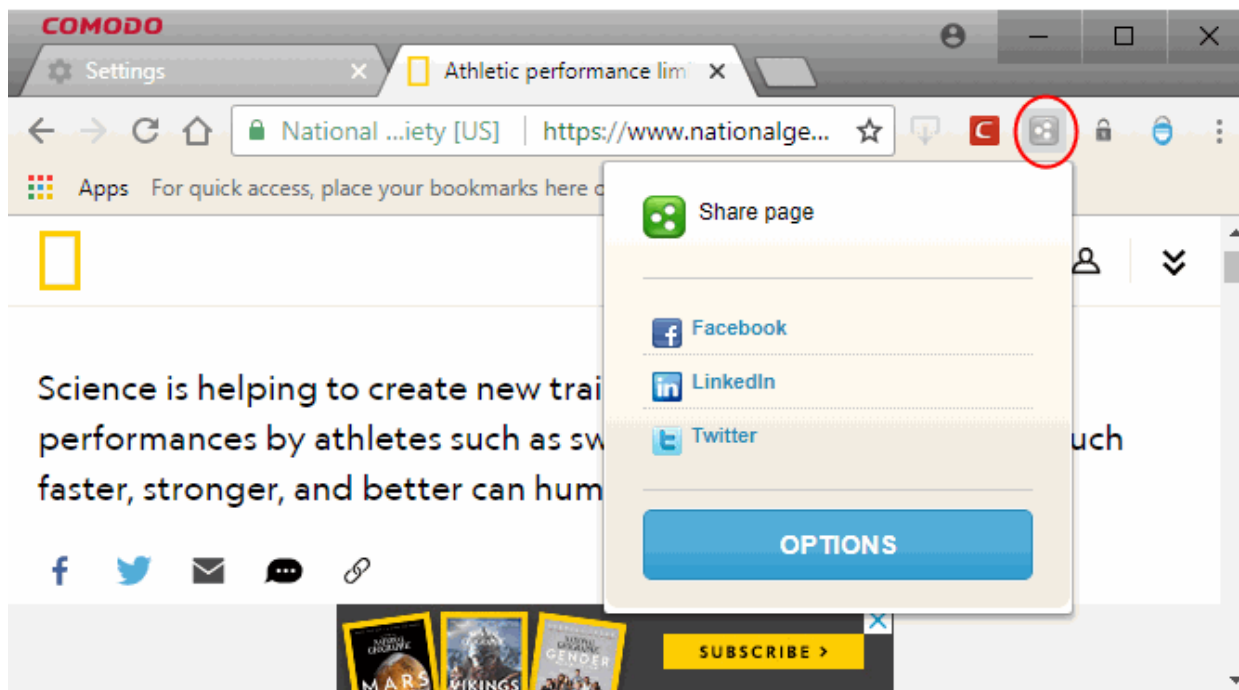 COMODO
Settings
Athletic performance lim
National ...iety [US] https://www.nationalge...
C
Apps For quick access, place your bookmarks here
Share page
Facebook
LinkedIn
Twitter
OPTIONS
Science is helping to create new trai
performances by athletes such as sw uch
faster, stronger, and better can hum
SUBSCRIBE >
NATIONAL GEOGRAPHIC
MARS
VIKINGS
GENDER